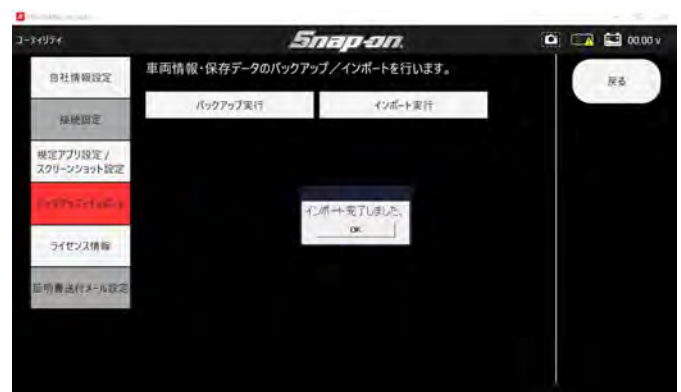 ユーティリティ
Snap-on
00.00 v
自社情報設定
接続設定
規定アプリ設定 /
スクリーンショット設定
ライセンス情報
証明書送付メール設定
車両情報・保存データのバックアップ／インポートを行います。
バックアップ実行
インポート実行
インポート完了しました。
OK
戻る